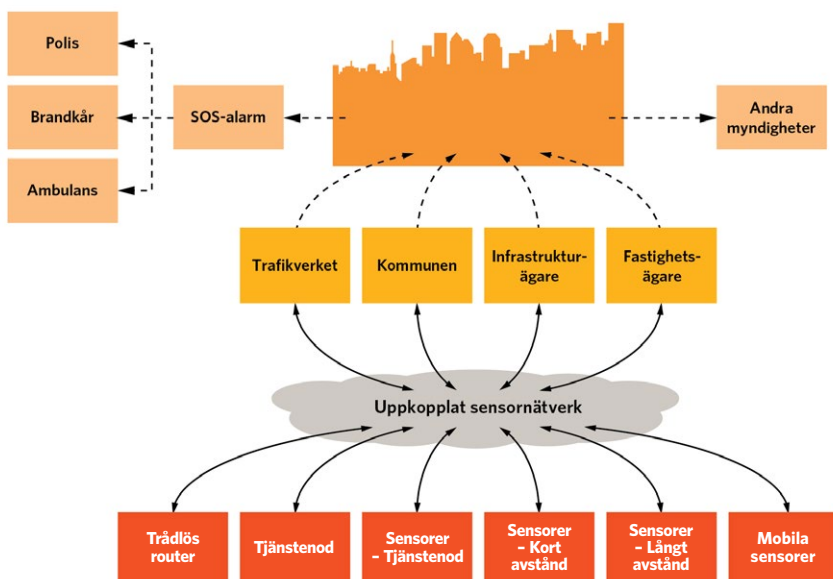 Polis
Brandkår
Ambulans
SOS-alarm
Andra
myndigheter
Trafikverket
Kommunen
Infrastruktur-
ägare
Fastighets-
ägare
Uppkopplat sensornätverk
Trådlös
router
Tjänstenod
Sensorer
– Tjänstenod
Sensorer
– Kort
avstånd
Sensorer
– Långt
avstånd
Mobila
sensorer